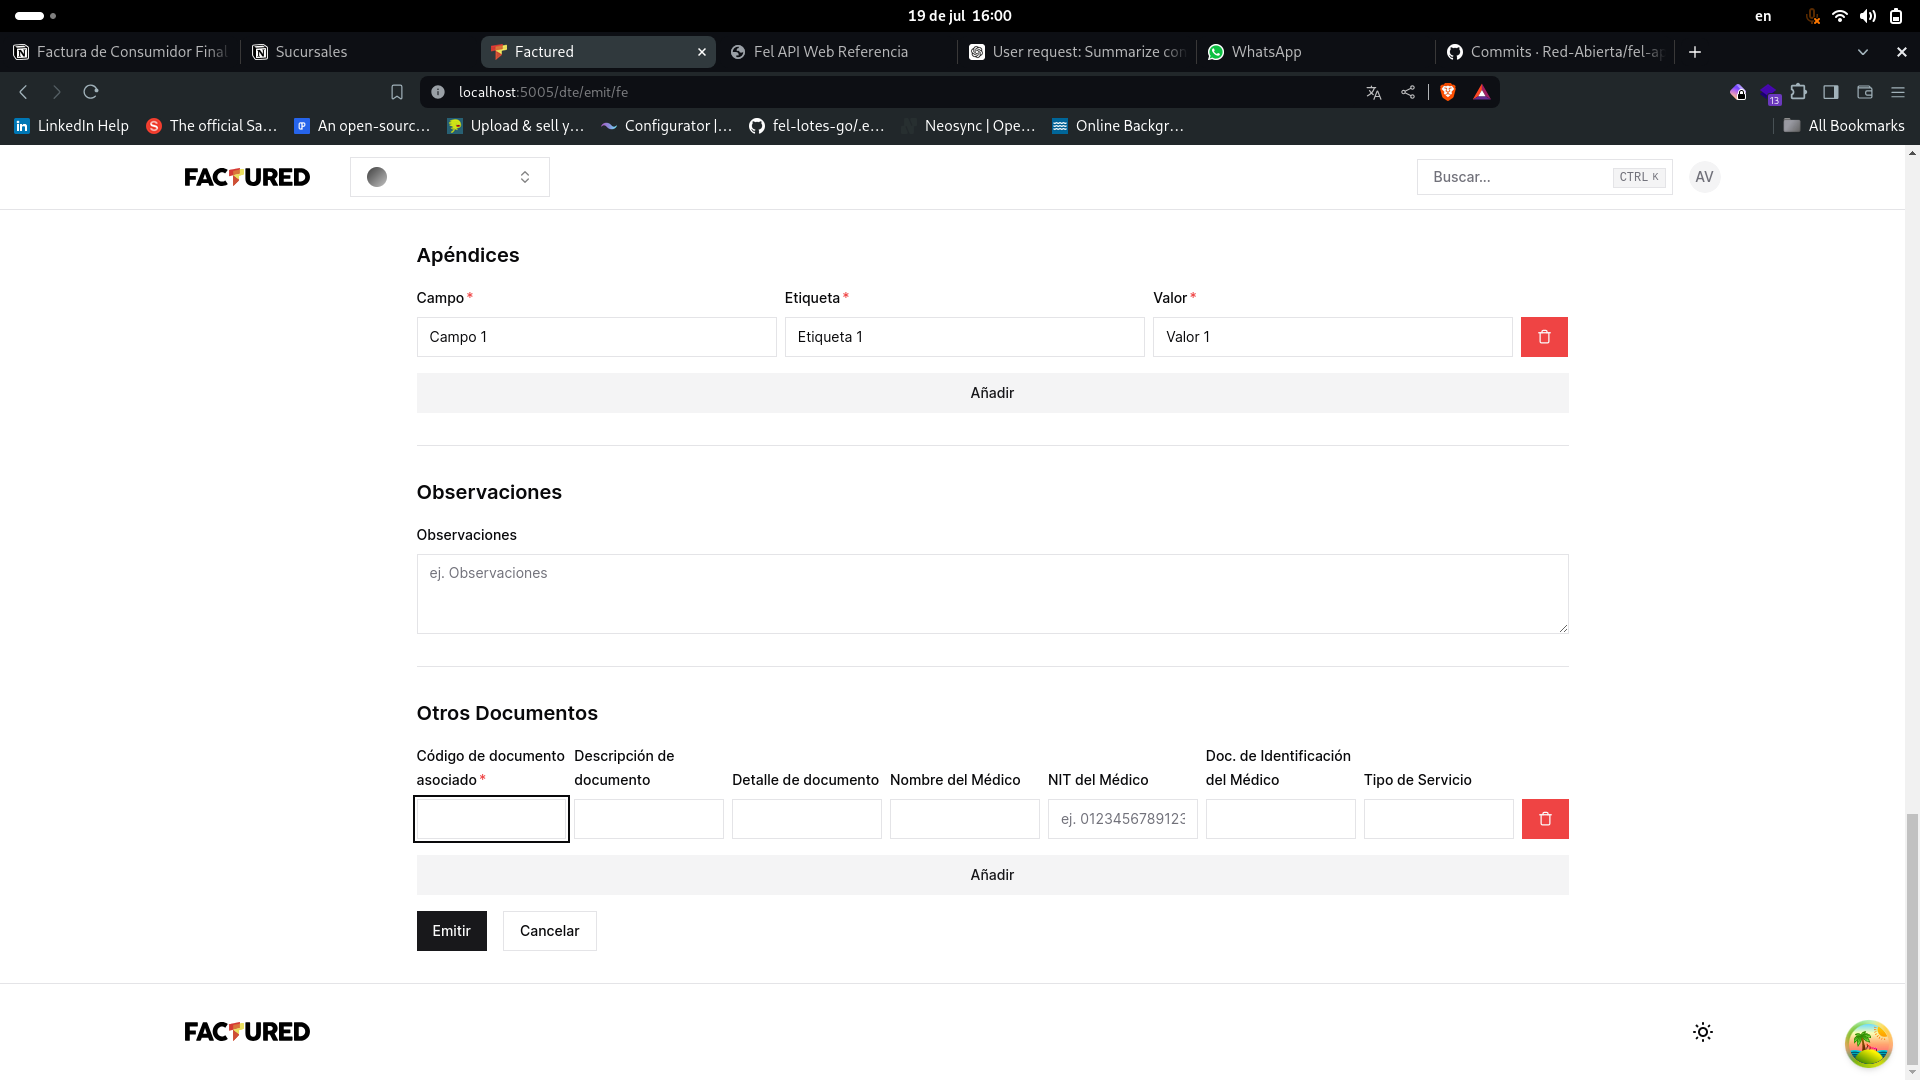 19 de jul 16:00
en
Factura de Consumidor Final
Sucursales
Factured
Fel API Web Referencia
User request: Summarize con
WhatsApp
Commits · Red-Abierta/fel-ap
localhost:5005/dte/emit/fe
13
LinkedIn Help
The official Sa...
An open-sourc...
Upload & sell y...
Configurator |...
fel-lotes-go/.e...
Neosync | Ope...
Online Backgr...
All Bookmarks
FACTURED
Buscar...
CTRL K
AV
Apéndices
Campo *
Etiqueta *
Valor *
Campo 1
Etiqueta 1
Valor 1
Añadir
Observaciones
Observaciones
ej. Observaciones
Otros Documentos
Código de documento asociado *
Descripción de documento
Detalle de documento
Nombre del Médico
NIT del Médico
Doc. de Identificación del Médico
Tipo de Servicio
ej. 0123456789123
Añadir
Emitir
Cancelar
FACTURED